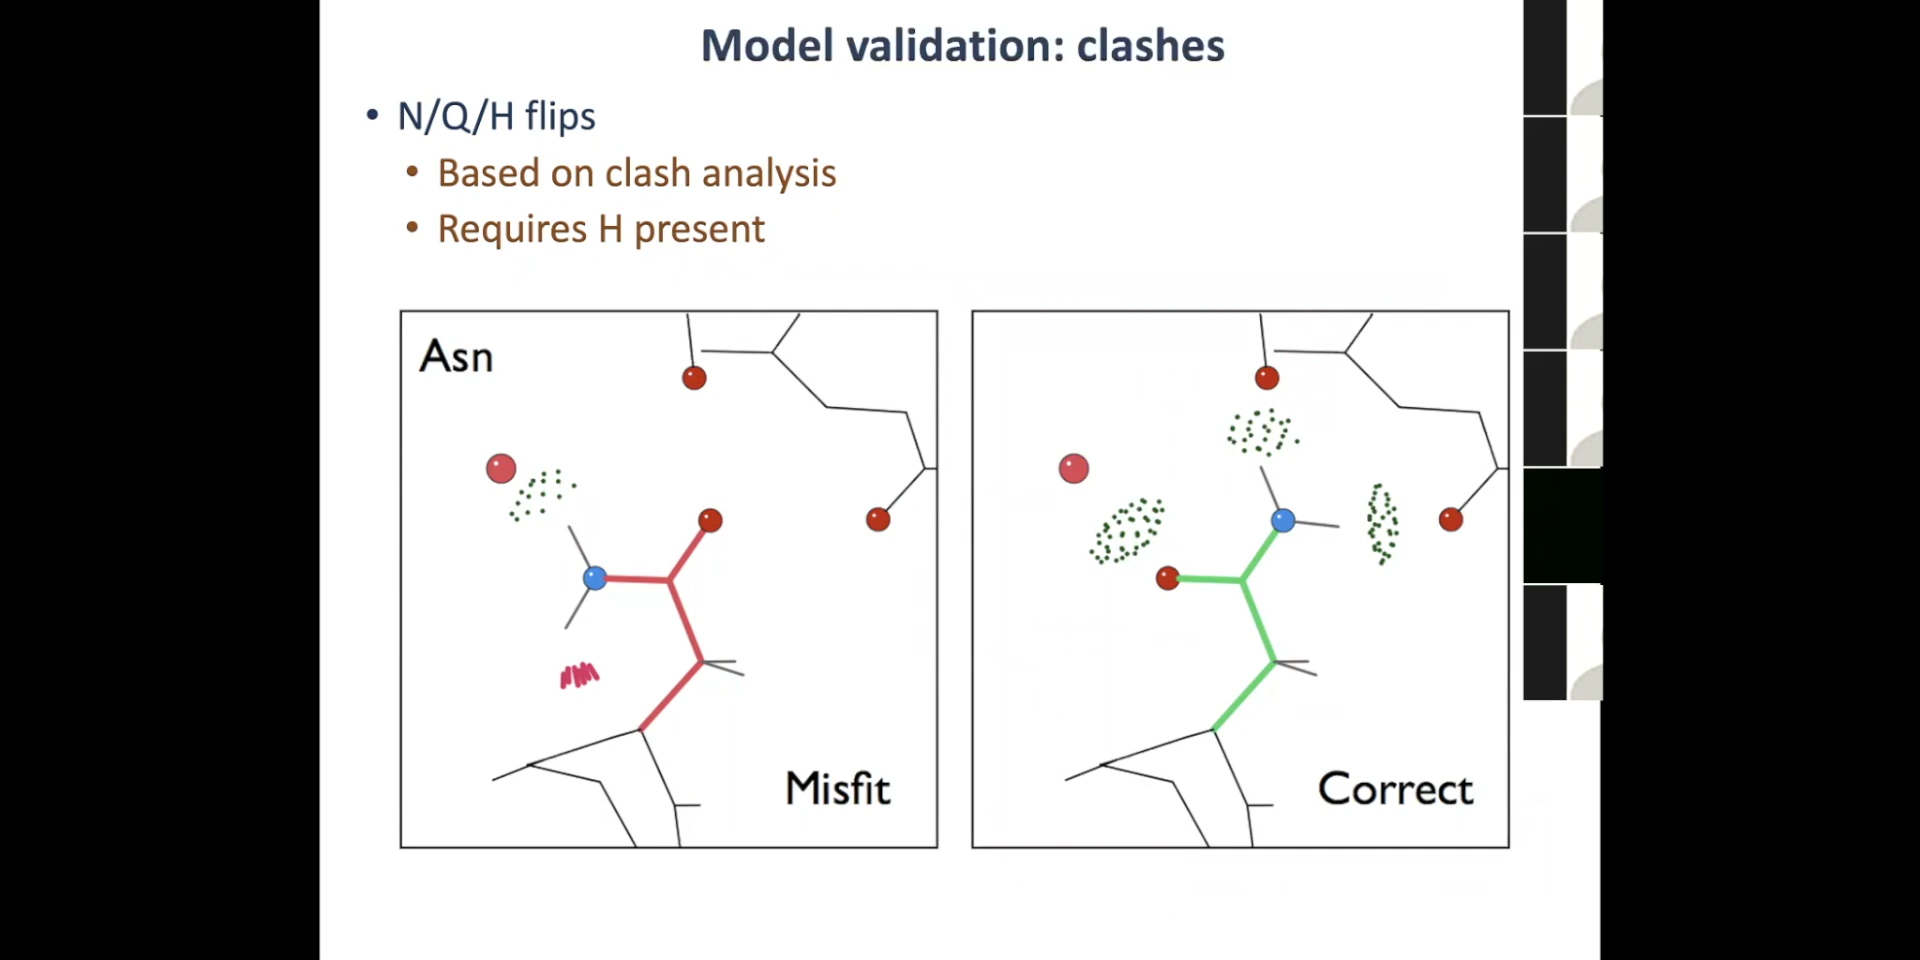 Model validation: clashes
• N/Q/H flips
• Based on clash analysis
• Requires H present
Asn
Misfit
Correct